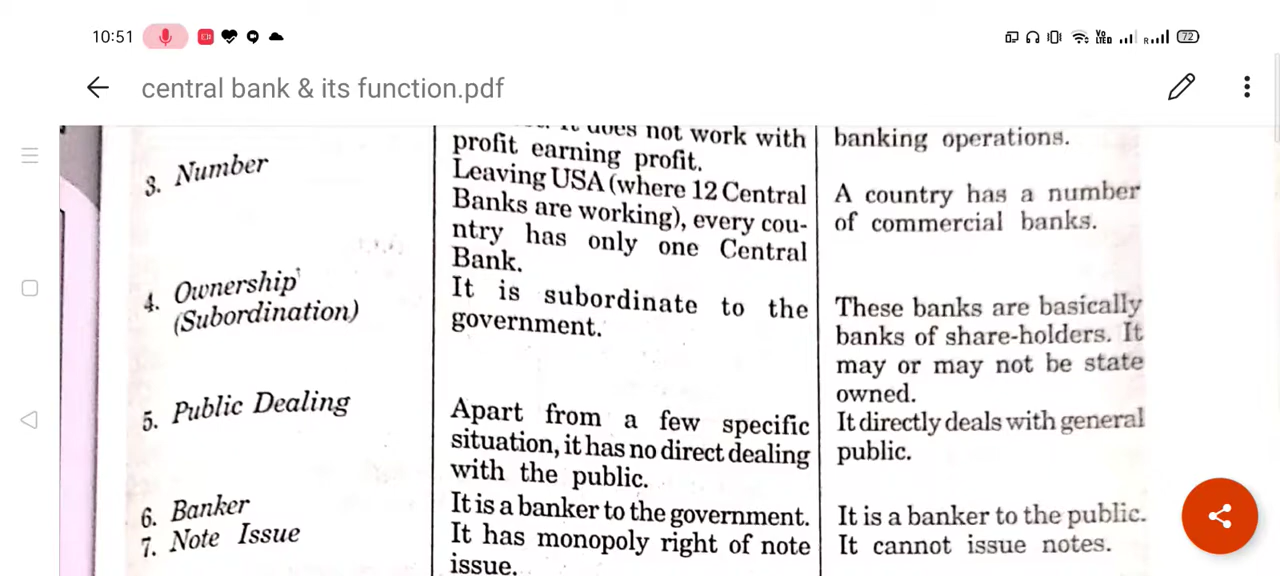 10:51
72
central bank & its function.pdf
does not work with
profit earning profit.
banking operations.
3. Number
Leaving USA (where 12 Central
Banks are working), every cou-
ntry has only one Central
Bank.
A country has a number
of commercial banks.
4. Ownership
(Subordination)
It is subordinate to the
government.
These banks are basically
banks of share-holders. It
may or may not be state
owned.
5. Public Dealing
Apart from a few specific
situation, it has no direct dealing
with the public.
It directly deals with general
public.
6. Banker
It is a banker to the government.
It is a banker to the public.
7. Note Issue
It has monopoly right of note
issue.
It cannot issue notes.